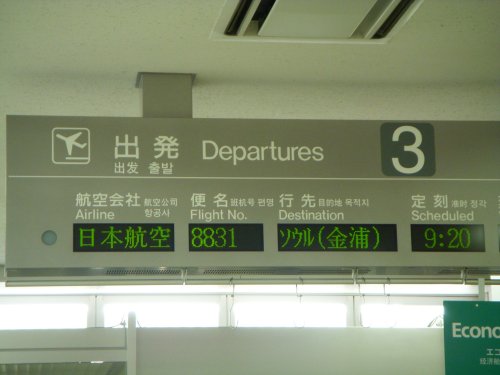 出発 Departures 3
出发 출발
航空会社 航空公司 便名 班机号 편명 行先 目的地 목적지 定刻 准时 정각
Airline 항공사 Flight No. Destination Scheduled
日本航空 8831 ソウル(金浦) 9:20
Econo
エコ